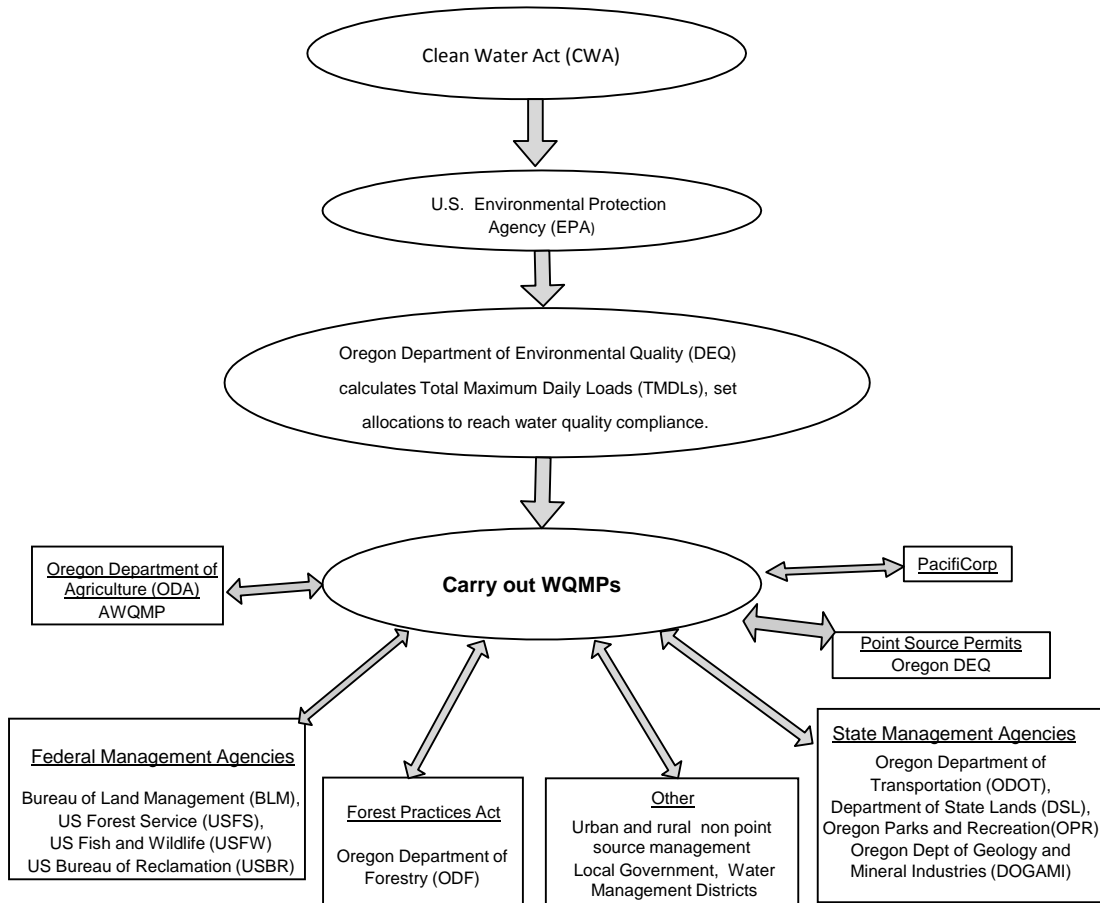 Clean Water Act (CWA)
U.S. Environmental Protection
Agency (EPA)
Oregon Department of Environmental Quality (DEQ)
calculates Total Maximum Daily Loads (TMDLs), set
allocations to reach water quality compliance.
Carry out WQMPs
Oregon Department of
Agriculture (ODA)
AWQMP
PacifiCorp
Point Source Permits
Oregon DEQ
Federal Management Agencies
Bureau of Land Management (BLM),
US Forest Service (USFS),
US Fish and Wildlife (USFW)
US Bureau of Reclamation (USBR)
Forest Practices Act
Oregon Department of
Forestry (ODF)
Other
Urban and rural non point
source management
Local Government, Water
Management Districts
State Management Agencies
Oregon Department of
Transportation (ODOT),
Department of State Lands (DSL),
Oregon Parks and Recreation(OPR)
Oregon Dept of Geology and
Mineral Industries (DOGAMI)